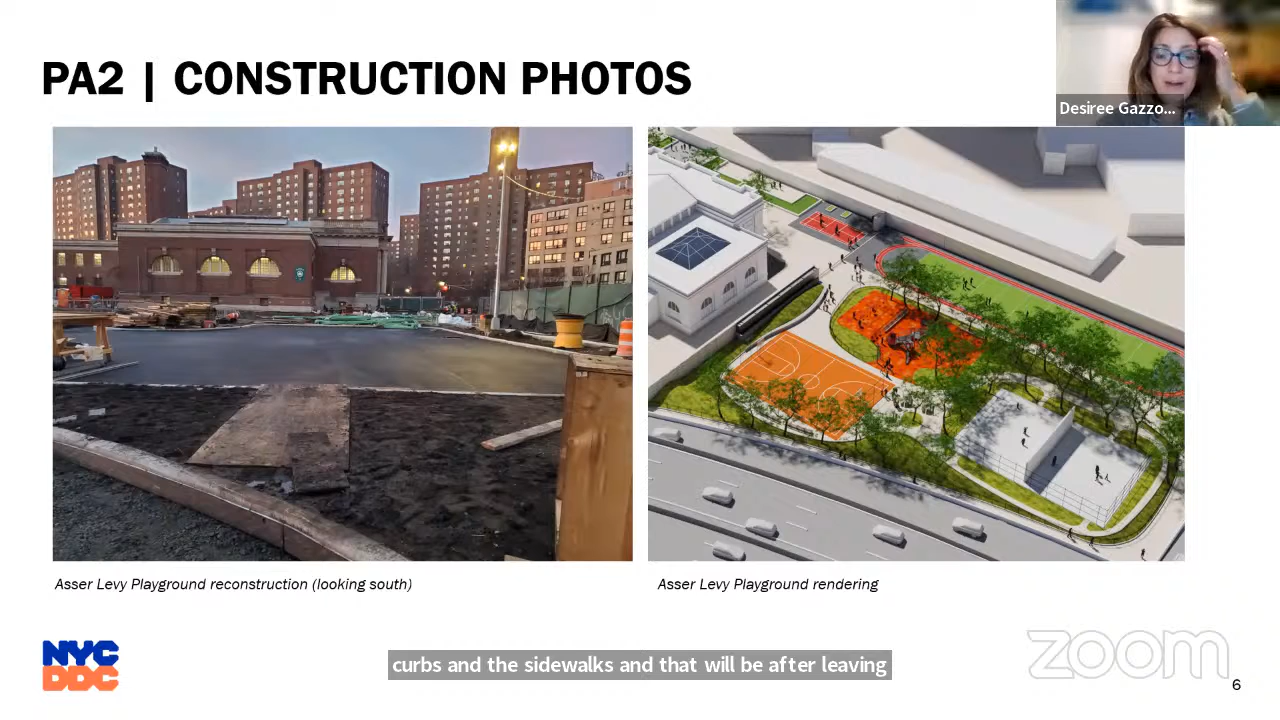 PA2 | CONSTRUCTION PHOTOS
Desiree Gazzo...
Asser Levy Playground reconstruction (looking south)
Asser Levy Playground rendering
NYC
DDC
curbs and the sidewalks and that will be after leaving
zoom
6